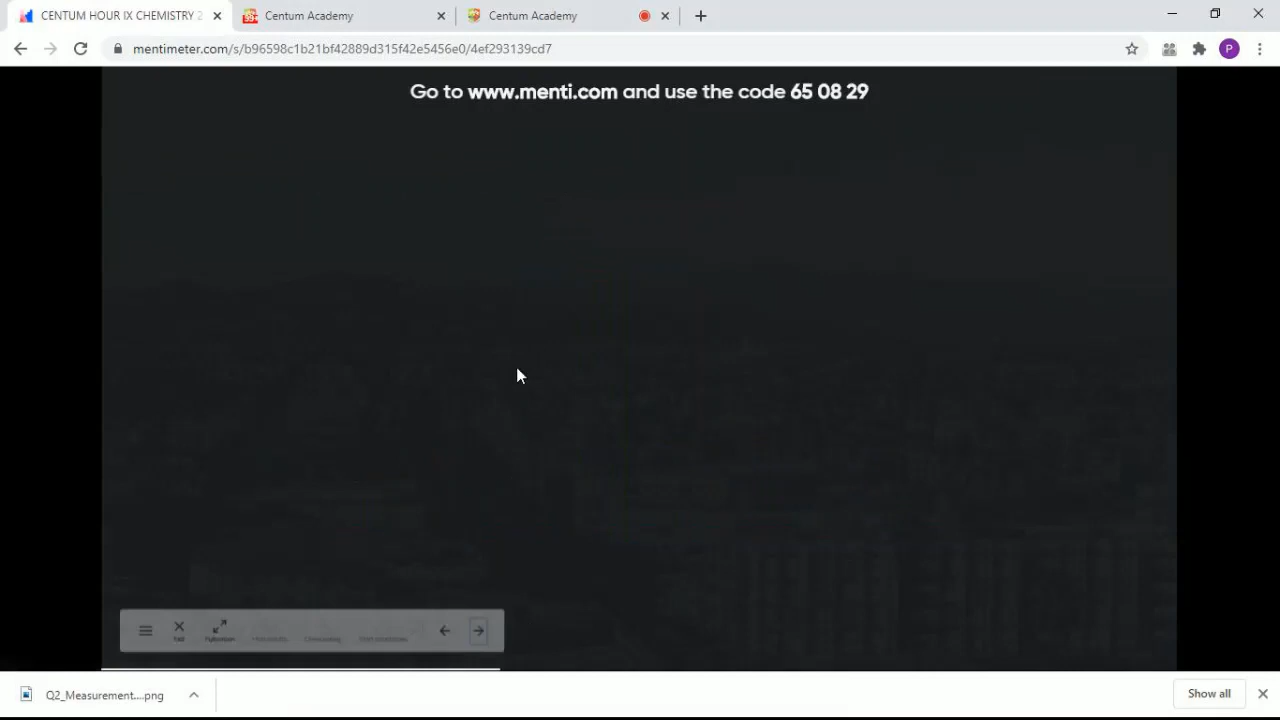 CENTUM HOUR IX CHEMISTRY 2
99+
Centum Academy
Centum Academy
mentimeter.com/s/b96598c1b21bf42889d315f42e5456e0/4ef293139cd7
P
Go to www.menti.com and use the code 65 08 29
Q2_Measurement....png
Show all